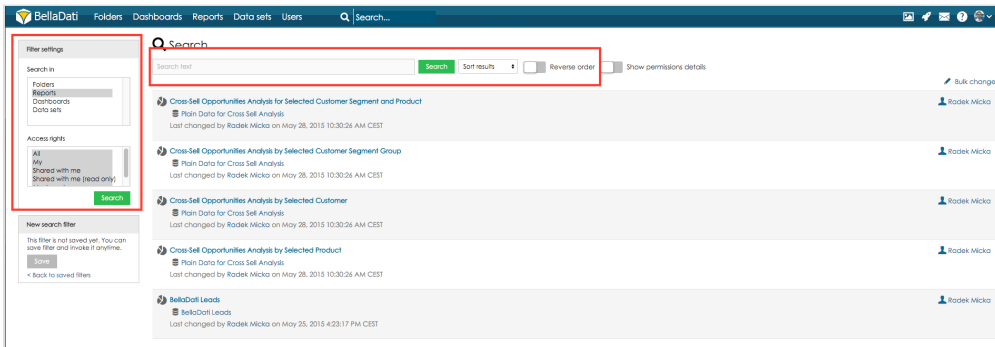 BellaDati Folders Dashboards Reports Data sets Users Search...
Filter settings
Search in
Folders
Reports
Dashboards
Data sets
Access rights
All
My
Shared with me
Shared with me (read only)
Search
New search filter
This filter is not saved yet. You can
save filter and invoke it anytime.
Save
< Back to saved filters
Search
Search text Search Sort results Reverse order Show permissions details
Bulk change
Cross-Sell Opportunities Analysis for Selected Customer Segment and Product Radek Micka
Plain Data for Cross Sell Analysis
Last changed by Radek Micka on May 28, 2015 10:30:26 AM CEST
Cross-Sell Opportunities Analysis by Selected Customer Segment Group Radek Micka
Plain Data for Cross Sell Analysis
Last changed by Radek Micka on May 28, 2015 10:30:26 AM CEST
Cross-Sell Opportunities Analysis by Selected Customer Radek Micka
Plain Data for Cross Sell Analysis
Last changed by Radek Micka on May 28, 2015 10:30:26 AM CEST
Cross-Sell Opportunities Analysis by Selected Product Radek Micka
Plain Data for Cross Sell Analysis
Last changed by Radek Micka on May 28, 2015 10:30:26 AM CEST
BellaDati Leads Radek Micka
BellaDati Leads
Last changed by Radek Micka on May 25, 2015 4:23:17 PM CEST